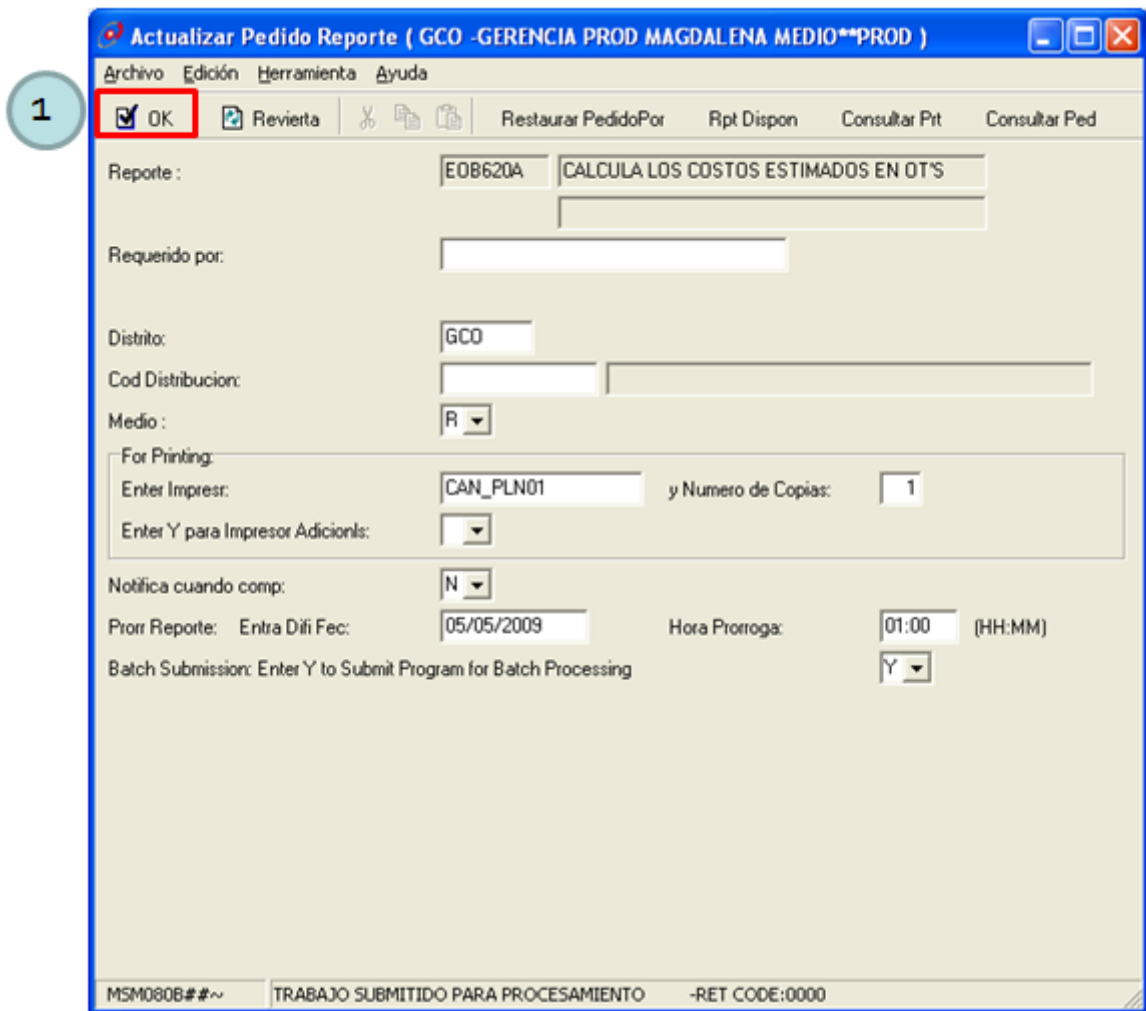 Actualizar Pedido Reporte ( GCO -GERENCIA PROD MAGDALENA MEDIO**PROD )
Archivo Edición Herramienta Ayuda
1
OK Revierta Restaurar PedidoPor Rpt Dispon Consultar Prt Consultar Ped
Reporte : EOB620A CALCULA LOS COSTOS ESTIMADOS EN OT'S
Requerido por:
Distrito: GCO
Cod Distribucion:
Medio : R
For Printing:
Enter Impresr: CAN_PLN01 y Numero de Copias: 1
Enter Y para Impresor Adicionls:
Notifica cuando comp: N
Prorr Reporte: Entra Difi Fec: 05/05/2009 Hora Prorroga: 01:00 (HH:MM)
Batch Submission: Enter Y to Submit Program for Batch Processing Y
MSM080B##~ TRABAJO SUBMITIDO PARA PROCESAMIENTO -RET CODE:0000